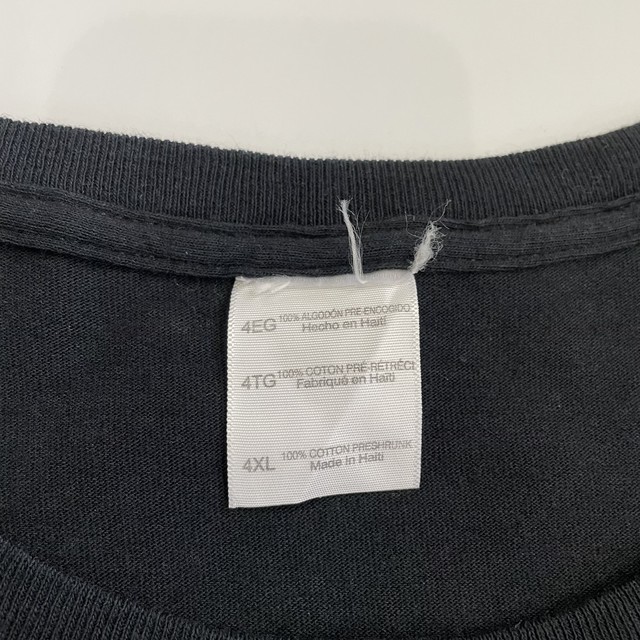 4EG 100% ALGODÓN PRE-ENCOGIDO
Hecho en Haití
4TG 100% COTON PRÉ-RÉTRÉCI
Fabriqué en Haïti
4XL 100% COTTON PRESHRUNK
Made in Haiti